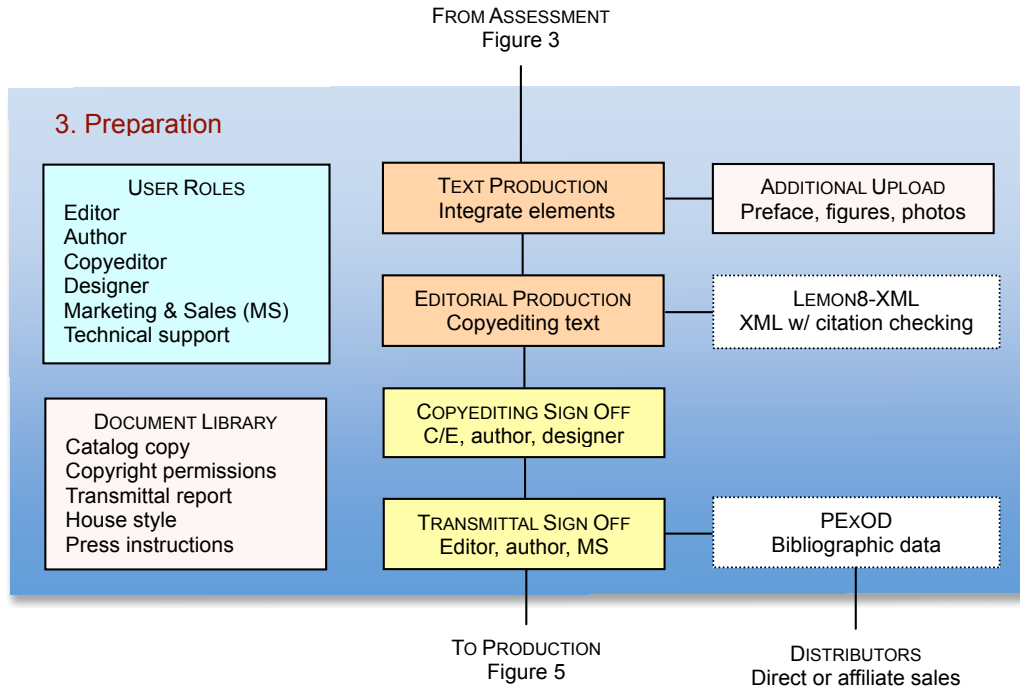 FROM ASSESSMENT
Figure 3
3. Preparation
USER ROLES
Editor
Author
Copyeditor
Designer
Marketing & Sales (MS)
Technical support
TEXT PRODUCTION
Integrate elements
ADDITIONAL UPLOAD
Preface, figures, photos
EDITORIAL PRODUCTION
Copyediting text
LEMON8-XML
XML w/ citation checking
DOCUMENT LIBRARY
Catalog copy
Copyright permissions
Transmittal report
House style
Press instructions
COPYEDITING SIGN OFF
C/E, author, designer
TRANSMITTAL SIGN OFF
Editor, author, MS
PEXOD
Bibliographic data
TO PRODUCTION
Figure 5
DISTRIBUTORS
Direct or affiliate sales